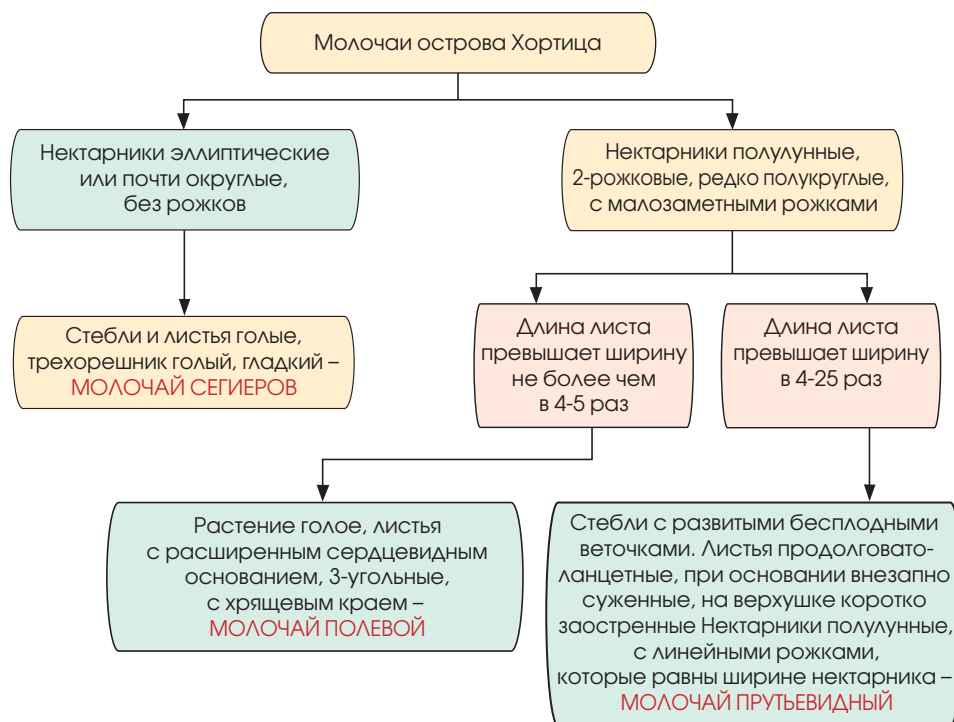 Молочаи острова Хортица
Нектарники эллиптические
или почти округлые,
без рожков
Нектарники полулунные,
2-рожковые, редко полукруглые,
с малозаметными рожками
Стебли и листья голые,
трехорешник голый, гладкий –
МОЛОЧАЙ СЕГИЕРОВ
Длина листа
превышает ширину
не более чем
в 4-5 раз
Длина листа
превышает ширину
в 4-25 раз
Растение голое, листья
с расширенным сердцевидным
основанием, 3-угольные,
с хрящевым краем –
МОЛОЧАЙ ПОЛЕВОЙ
Стебли с развитыми бесплодными
веточками. Листья продолговато-
ланцетные, при основании внезапно
суженные, на верхушке коротко
заостренные Нектарники полулунные,
с линейными рожками,
которые равны ширине нектарника –
МОЛОЧАЙ ПРУТЬЕВИДНЫЙ